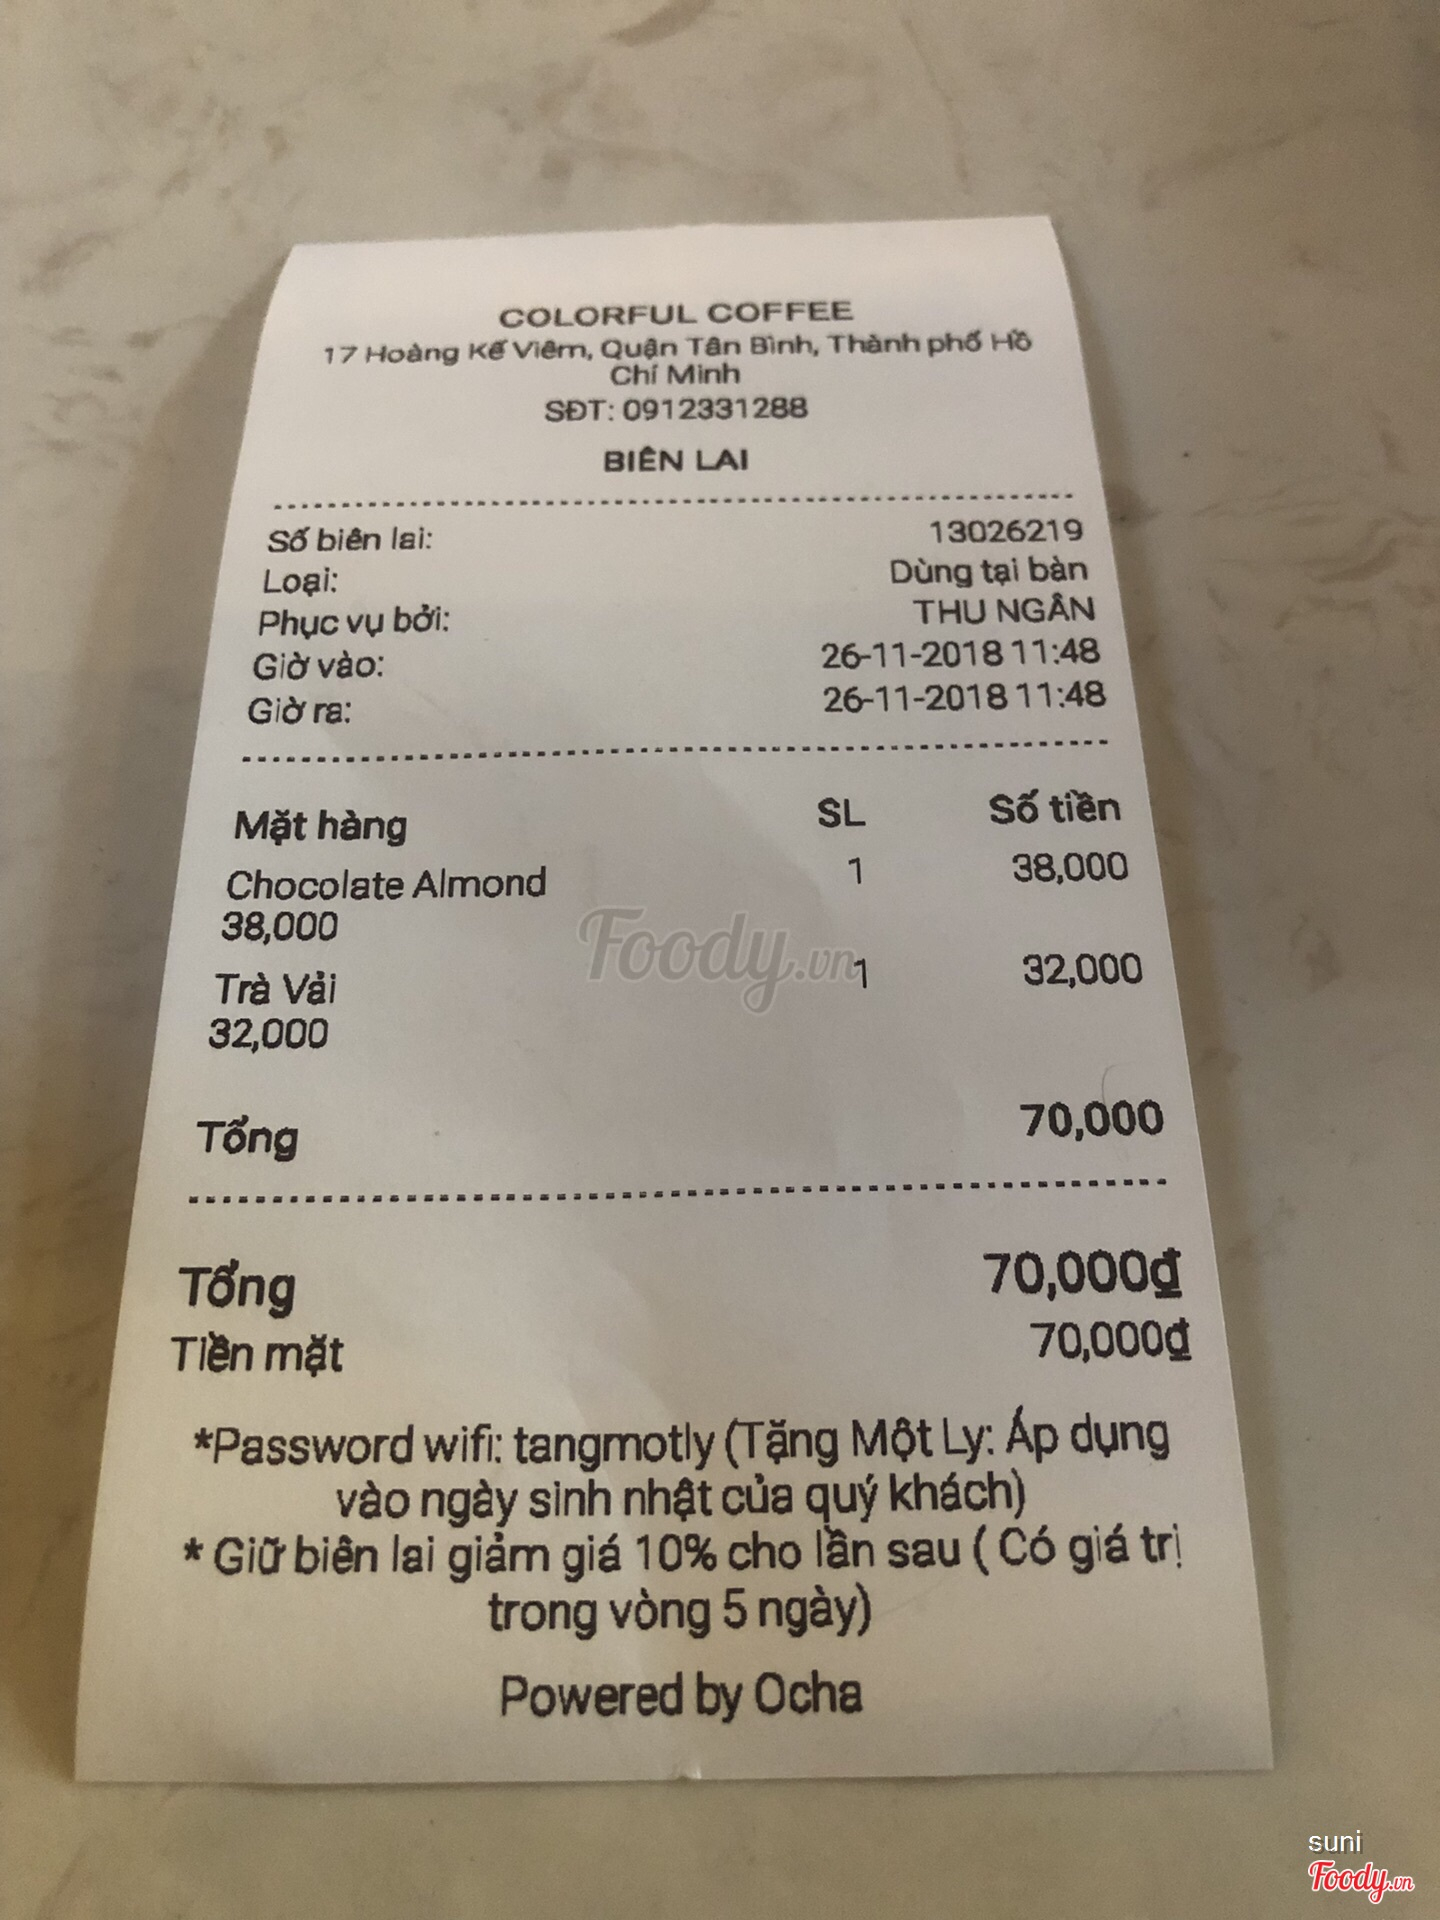 COLORFUL COFFEE
17 Hoàng Kế Viêm, Quận Tân Bình, Thành phố Hồ
Chí Minh
SĐT: 0912331288
BIÊN LAI
Số biên lai: 13026219
Loại: Dùng tại bàn
Phục vụ bởi: THU NGÂN
Giờ vào: 26-11-2018 11:48
Giờ ra: 26-11-2018 11:48
Mặt hàng SL Số tiền
Chocolate Almond 1 38,000
38,000
Foody.vn
Trà Vải 1 32,000
32,000
Tổng 70,000
Tổng 70,000₫
Tiền mặt 70,000₫
*Password wifi: tangmotly (Tặng Một Ly: Áp dụng
vào ngày sinh nhật của quý khách)
* Giữ biên lai giảm giá 10% cho lần sau ( Có giá trị
trong vòng 5 ngày)
Powered by Ocha
suni
Foody.vn